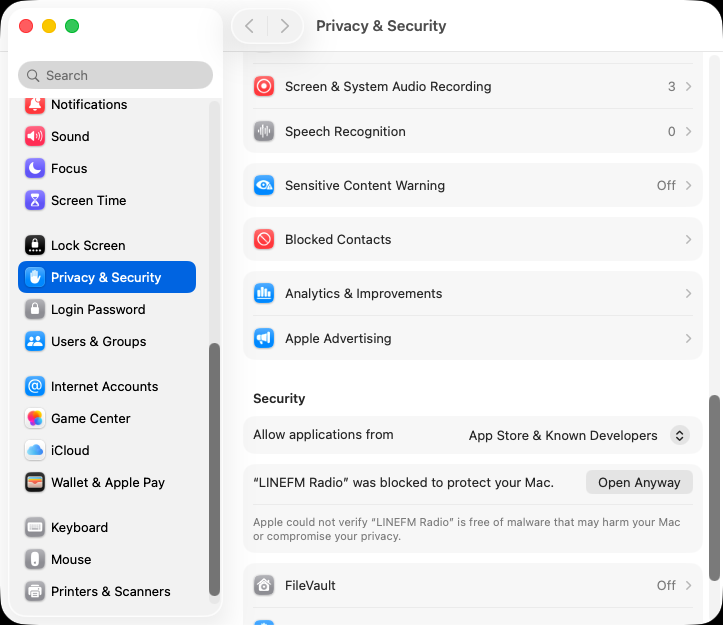 Privacy & Security
Search
Notifications
Sound
Focus
Screen Time
Lock Screen
Privacy & Security
Login Password
Users & Groups
Internet Accounts
Game Center
iCloud
Wallet & Apple Pay
Keyboard
Mouse
Printers & Scanners
Screen & System Audio Recording 3
Speech Recognition 0
Sensitive Content Warning Off
Blocked Contacts
Analytics & Improvements
Apple Advertising
Security
Allow applications from App Store & Known Developers
“LINEFM Radio” was blocked to protect your Mac. Open Anyway
Apple could not verify “LINEFM Radio” is free of malware that may harm your Mac
or compromise your privacy.
FileVault Off